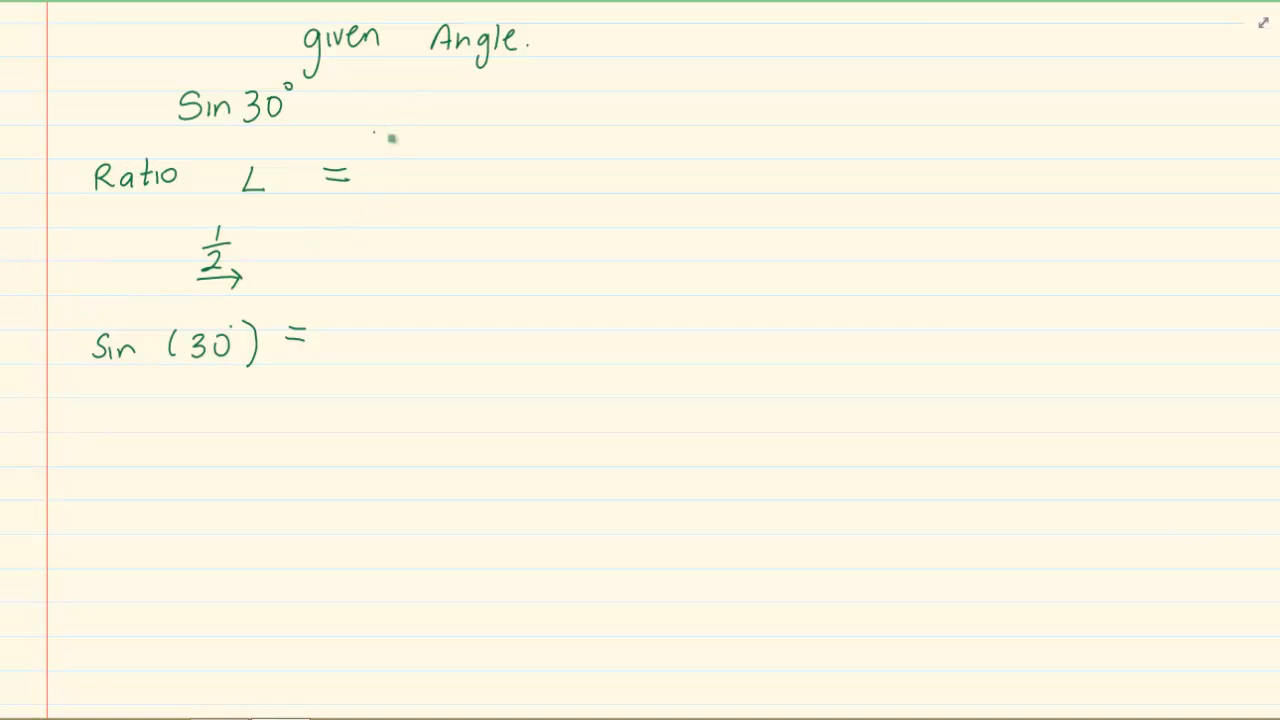 given Angle.
Sin 30°
Ratio ∠ =
1/2 →
Sin (30°) =